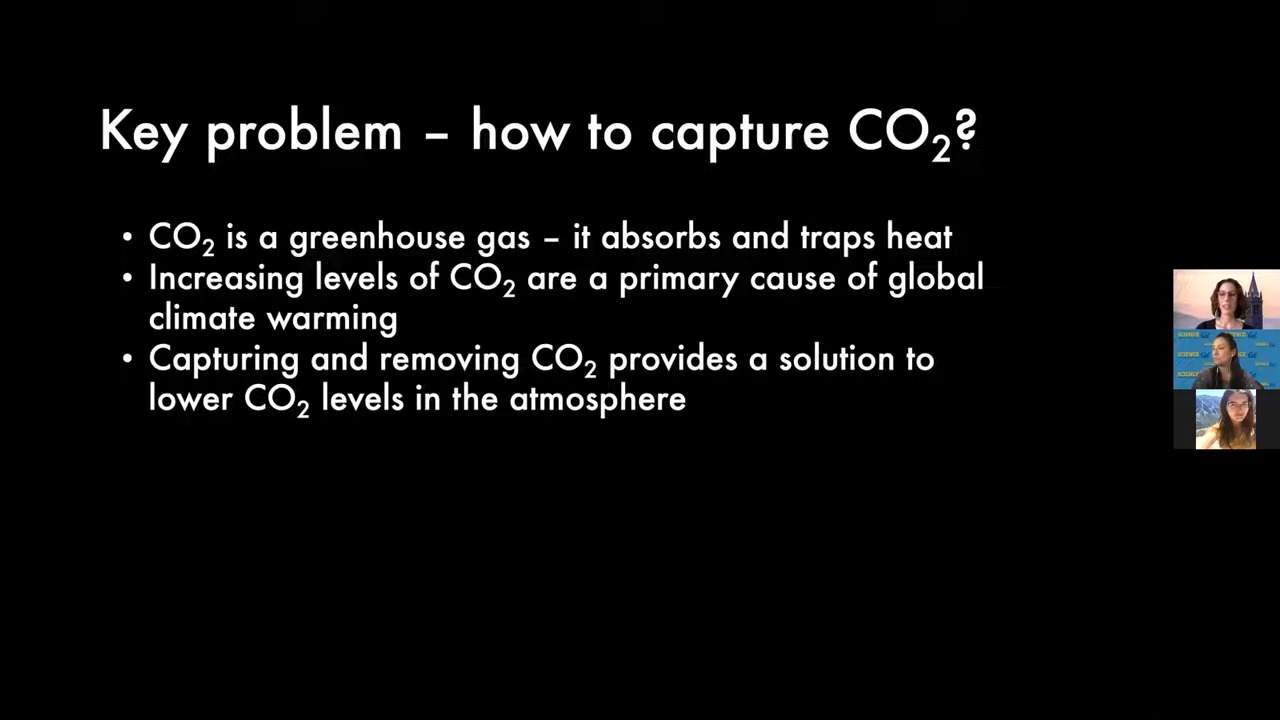 Key problem – how to capture CO₂?
• CO₂ is a greenhouse gas – it absorbs and traps heat
• Increasing levels of CO₂ are a primary cause of global
climate warming
• Capturing and removing CO₂ provides a solution to
lower CO₂ levels in the atmosphere